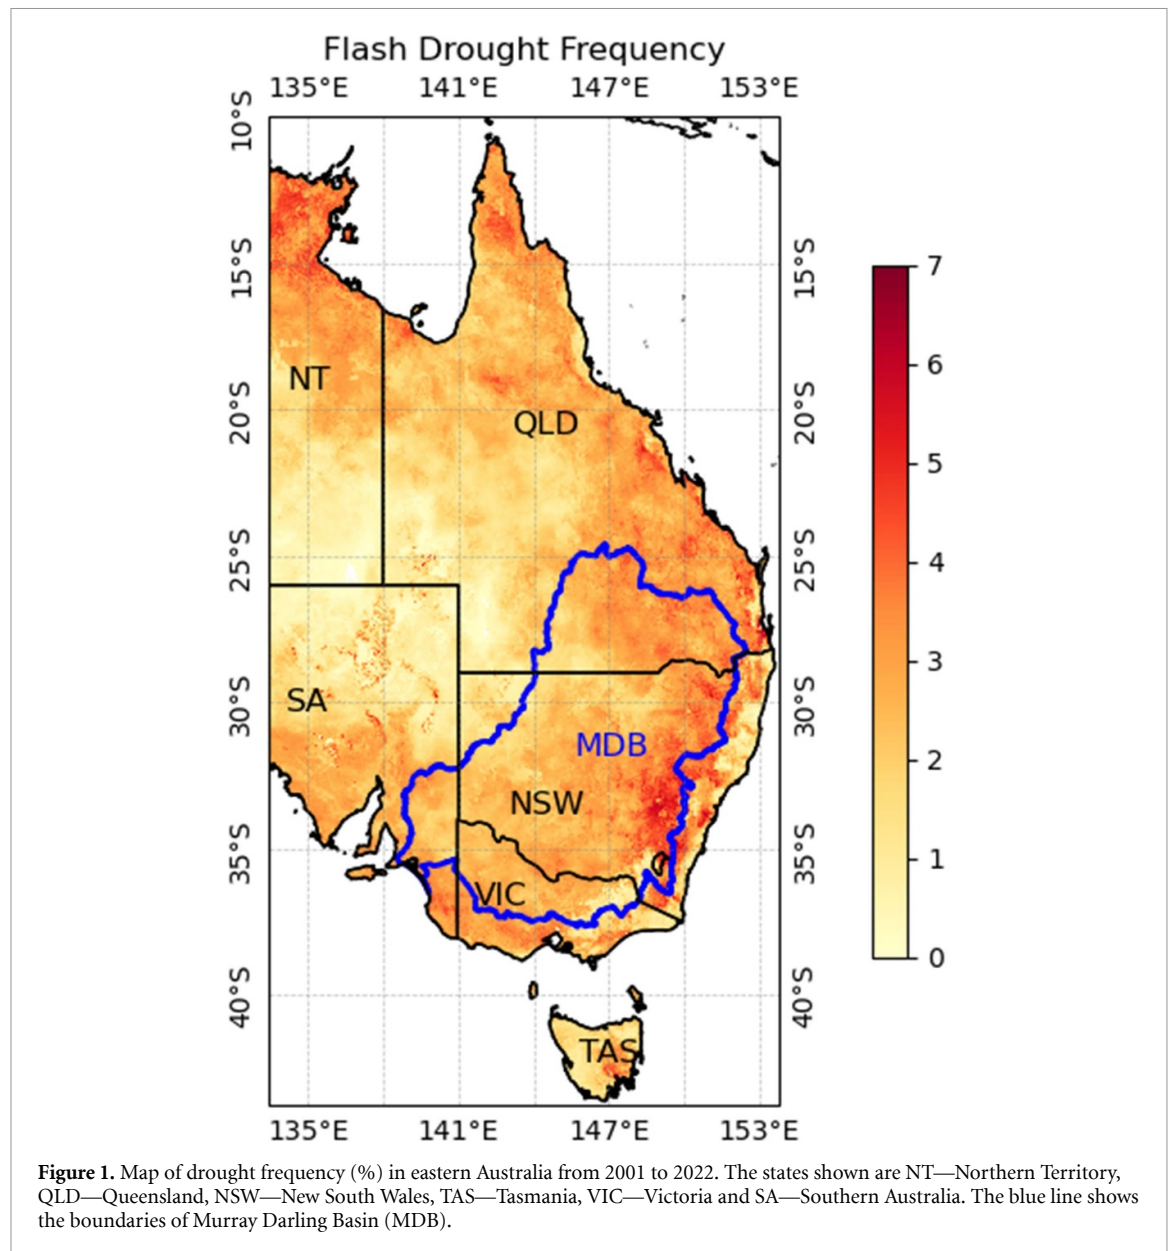 Flash Drought Frequency
135°E 141°E 147°E 153°E
10°S
15°S 15°S
20°S 20°S
25°S 25°S
30°S 30°S
35°S 35°S
40°S 40°S
NT
QLD
SA
MDB
NSW
VIC
TAS
7
6
5
4
3
2
1
0
135°E 141°E 147°E 153°E
Figure 1. Map of drought frequency (%) in eastern Australia from 2001 to 2022. The states shown are NT—Northern Territory,
QLD—Queensland, NSW—New South Wales, TAS—Tasmania, VIC—Victoria and SA—Southern Australia. The blue line shows
the boundaries of Murray Darling Basin (MDB).